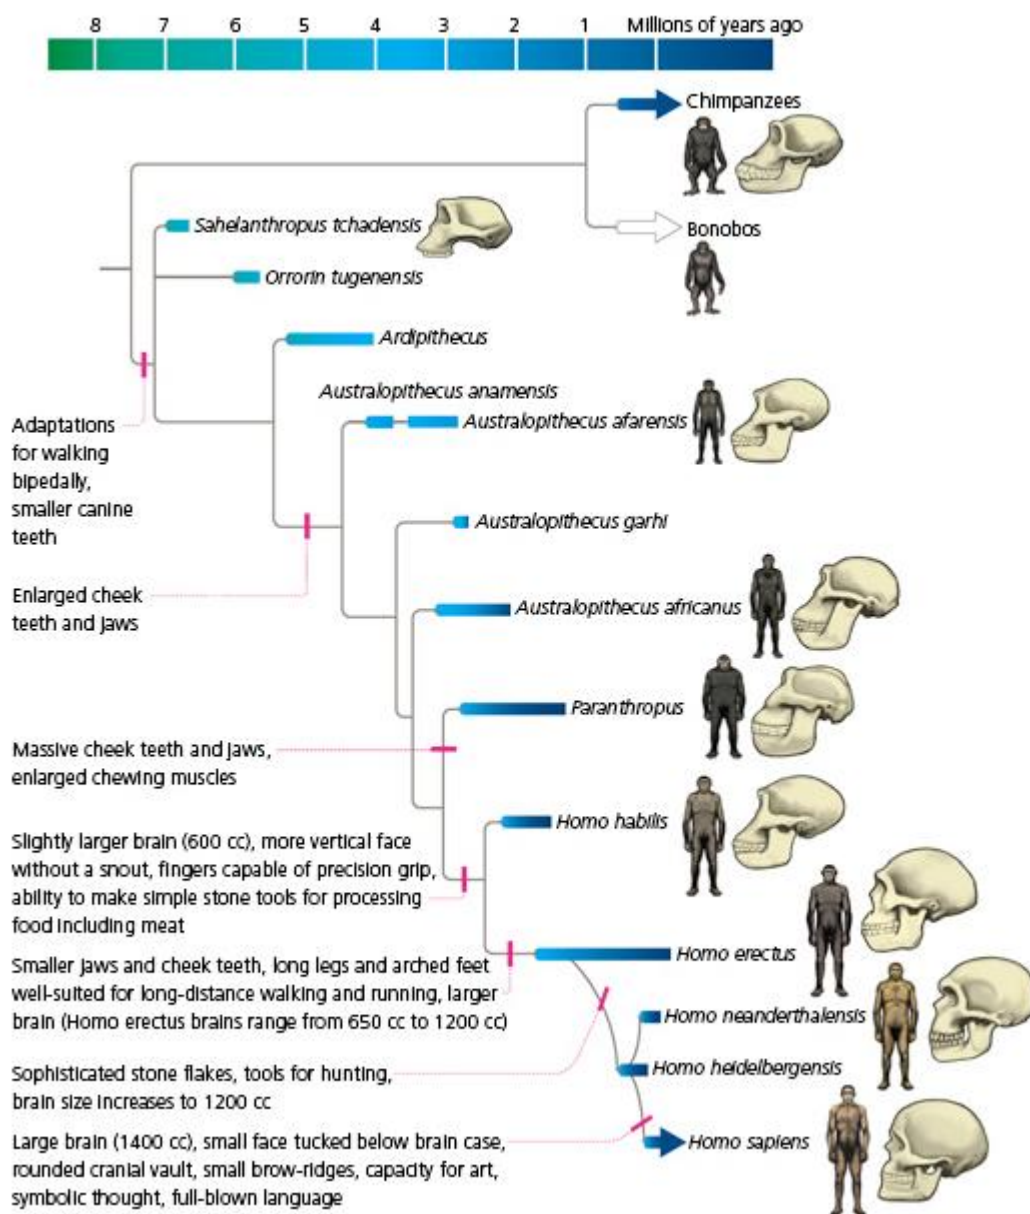 8 7 6 5 4 3 2 1 Millions of years ago
Chimpanzees
Bonobos
Sahelanthropus tchadensis
Orrorin tugenensis
Ardipithecus
Australopithecus anamensis
Australopithecus afarensis
Adaptations
for walking
bipedally,
smaller canine
teeth
Australopithecus garhi
Enlarged cheek
teeth and jaws
Australopithecus africanus
Paranthropus
Massive cheek teeth and jaws,
enlarged chewing muscles
Homo habilis
Slightly larger brain (600 cc), more vertical face
without a snout, fingers capable of precision grip,
ability to make simple stone tools for processing
food including meat
Homo erectus
Smaller jaws and cheek teeth, long legs and arched feet
well-suited for long-distance walking and running, larger
brain (Homo erectus brains range from 650 cc to 1200 cc)
Homo neanderthalensis
Homo heidelbergensis
Sophisticated stone flakes, tools for hunting,
brain size increases to 1200 cc
Homo sapiens
Large brain (1400 cc), small face tucked below brain case,
rounded cranial vault, small brow-ridges, capacity for art,
symbolic thought, full-blown language